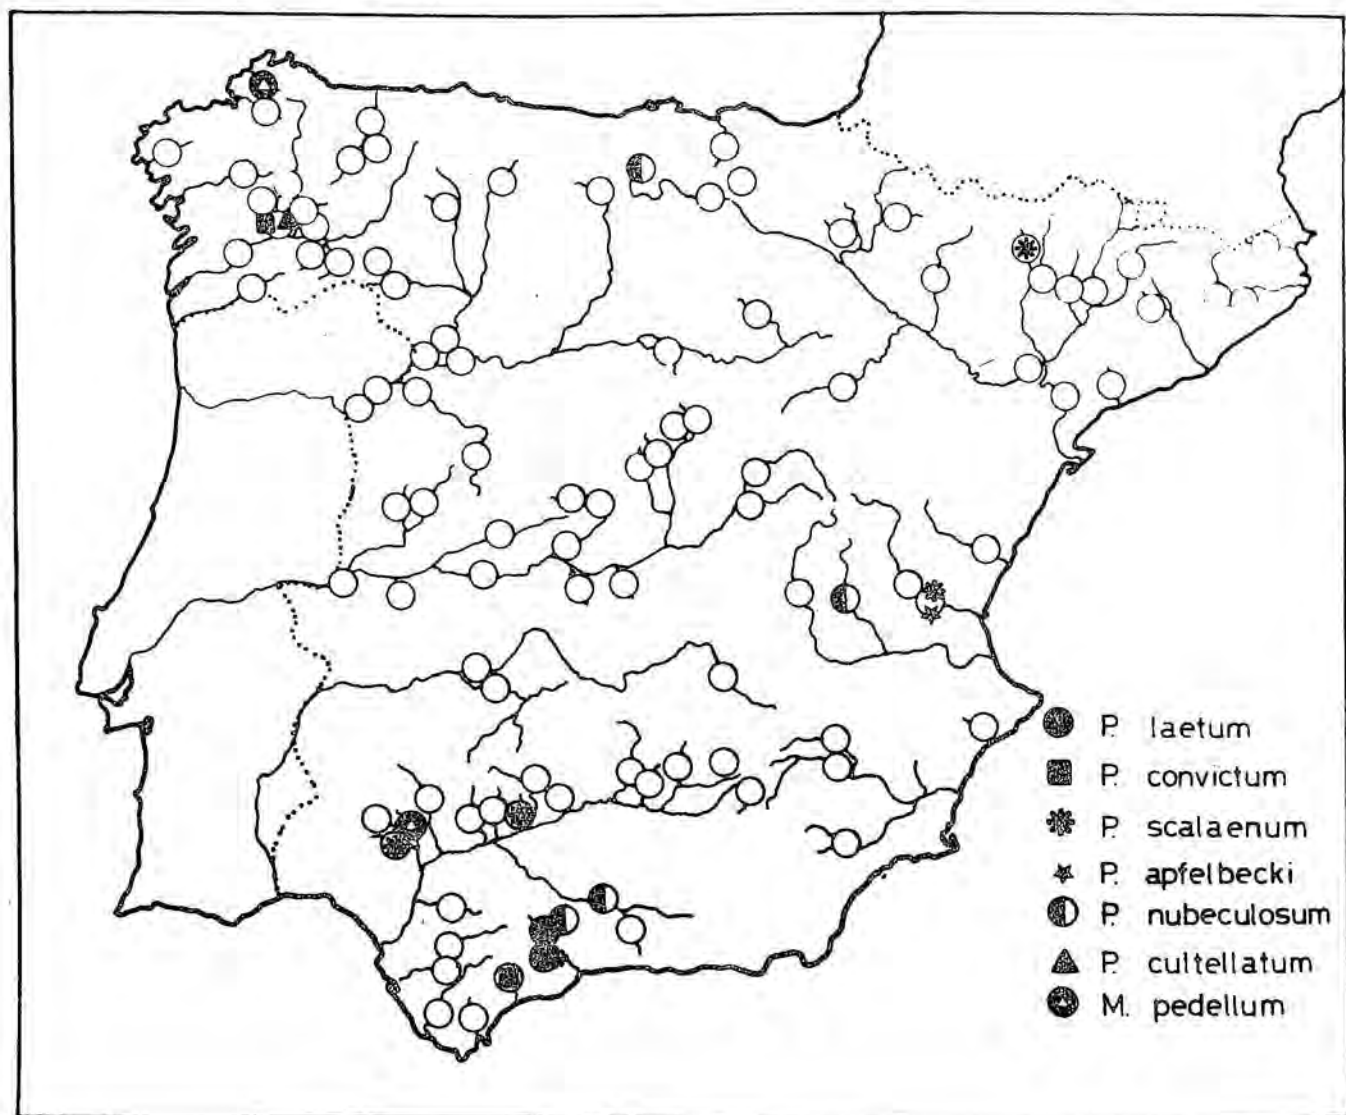 P. laetum
P. convictum
P. scalaenum
P. apfelbecki
P. nubeculosum
P. cultellatum
M. pedellum